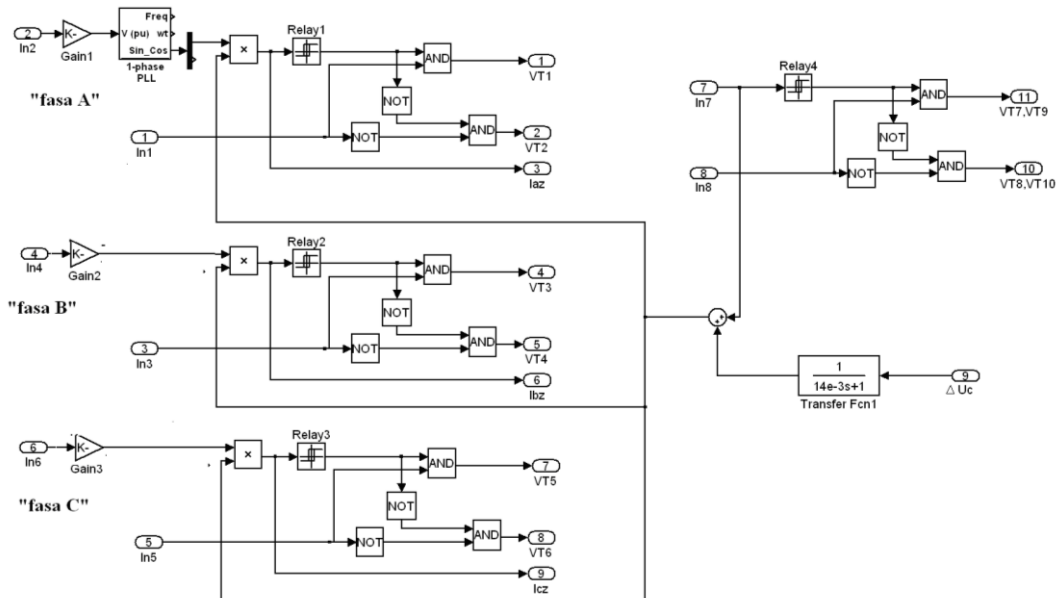 2
In2
K-
Gain1
V (pu)
Freq
wt
Sin_Cos
1-phase
PLL
"fasa A"
×
Relay1
AND
1
VT1
NOT
1
In1
NOT
AND
2
VT2
3
Iaz
4
In4
K-
Gain2
"fasa B"
×
Relay2
AND
4
VT3
NOT
3
In3
NOT
AND
5
VT4
6
Ibz
6
In6
K-
Gain3
"fasa C"
×
Relay3
AND
7
VT5
NOT
5
In5
NOT
AND
8
VT6
9
Icz
7
In7
Relay4
AND
11
VT7,VT9
NOT
8
In8
NOT
AND
10
VT8,VT10
++
1
14e-3s+1
Transfer Fcn1
9
△ Uc